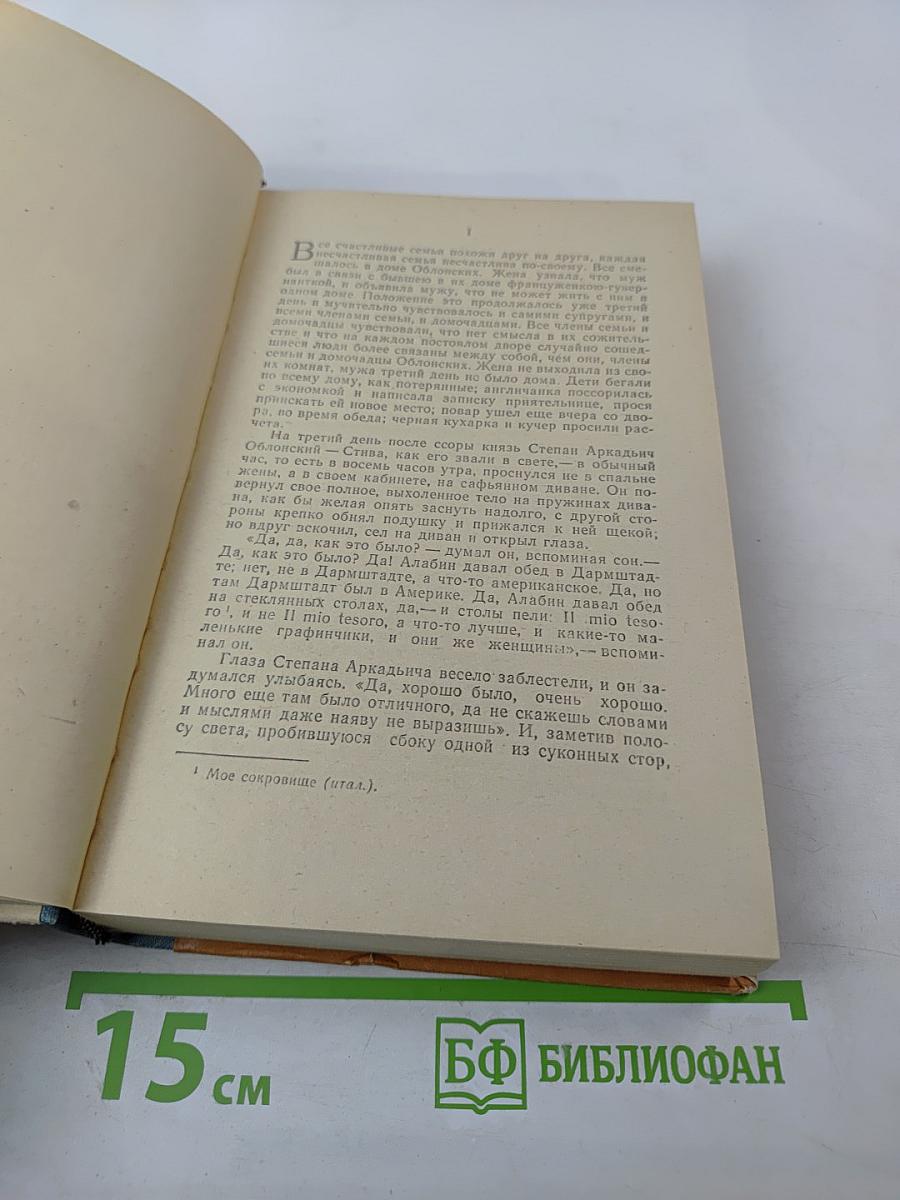 I
Все счастливые семьи похожи друг на друга, каждая
несчастливая семья несчастлива по-своему. Все сме-
шалось в доме Облонских. Жена узнала, что муж
был в связи с бывшею в их доме француженкою-гувер-
нанткой, и объявила мужу, что не может жить с ним в
одном доме. Положение это продолжалось уже третий
день и мучительно чувствовалось и самими супругами, и
всеми членами семьи, и домочадцами. Все члены семьи и
домочадцы чувствовали, что нет смысла в их сожитель-
стве и что на каждом постоялом дворе случайно сошед-
шиеся люди более связаны между собой, чем они, члены
семьи и домочадцы Облонских. Жена не выходила из сво-
их комнат, мужа третий день не было дома. Дети бегали
по всему дому, как потерянные; англичанка поссорилась
с экономкой и написала записку приятельнице, прося
приискать ей новое место; повар ушел еще вчера со дво-
ра, во время обеда; черная кухарка и кучер просили рас-
чета.
На третий день после ссоры князь Степан Аркадьич
Облонский — Стива, как его звали в свете,— в обычный
час, то есть в восемь часов утра, проснулся не в спальне
жены, а в своем кабинете, на сафьянном диване. Он по-
вернул свое полное, выхоленное тело на пружинах дива-
на, как бы желая опять заснуть надолго, с другой сто-
роны крепко обнял подушку и прижался к ней щекой;
но вдруг вскочил, сел на диван и открыл глаза.
«Да, да, как это было? — думал он, вспоминая сон.—
Да, как это было? Да! Алабин давал обед в Дармштад-
те; нет, не в Дармштадте, а что-то американское. Да, но
там Дармштадт был в Америке. Да, Алабин давал обед
на стеклянных столах, да,— и столы пели: Il mio teso-
ro¹, и не Il mio tesoro, а что-то лучше, и какие-то ма-
ленькие графинчики, и они же женщины»,— вспоми-
нал он.
Глаза Степана Аркадьича весело заблестели, и он за-
думался улыбаясь. «Да, хорошо было, очень хорошо.
Много еще там было отличного, да не скажешь словами
и мыслями даже наяву не выразишь». И, заметив поло-
су света, пробившуюся сбоку одной из суконных стор,
¹ Мое сокровище (итал.).
15 см
БФ БИБЛИОФАН